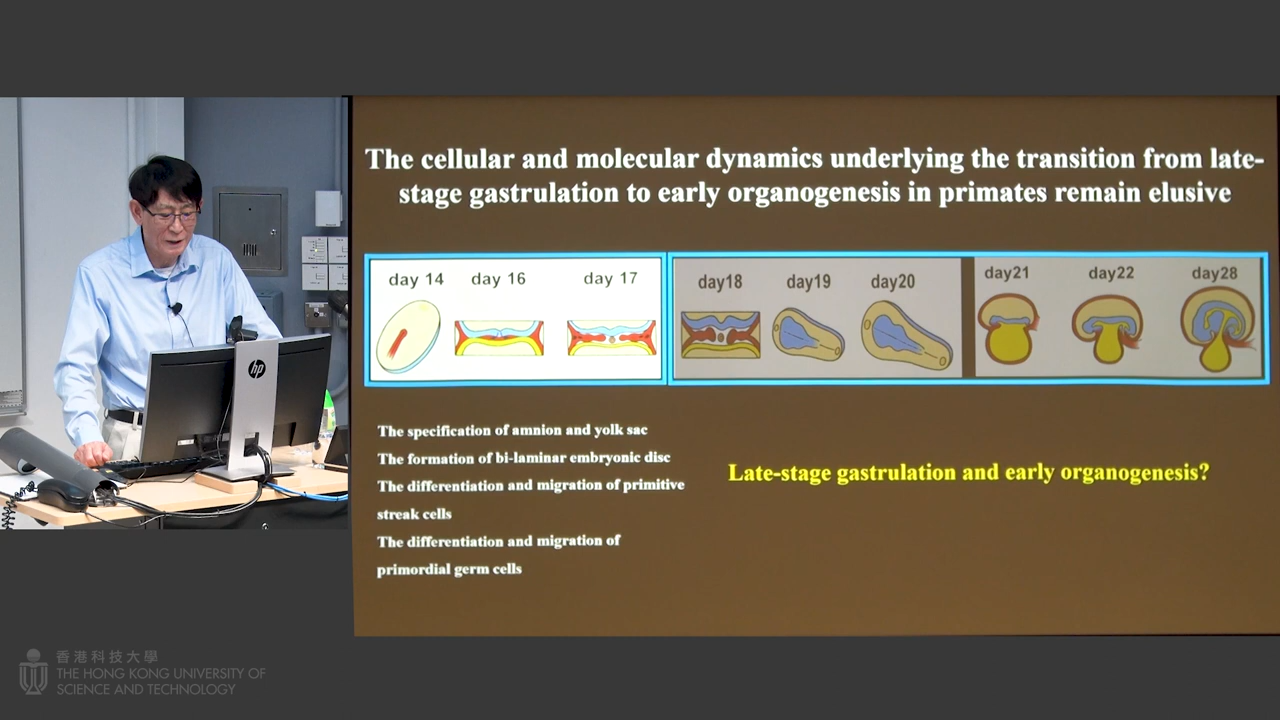 The cellular and molecular dynamics underlying the transition from late-
stage gastrulation to early organogenesis in primates remain elusive
day 14
day 16
day 17
day18
day19
day20
day21
day22
day28
The specification of amnion and yolk sac
The formation of bi-laminar embryonic disc
The differentiation and migration of primitive
streak cells
The differentiation and migration of
primordial germ cells
Late-stage gastrulation and early organogenesis?
hp
香港科技大學
THE HONG KONG UNIVERSITY OF
SCIENCE AND TECHNOLOGY